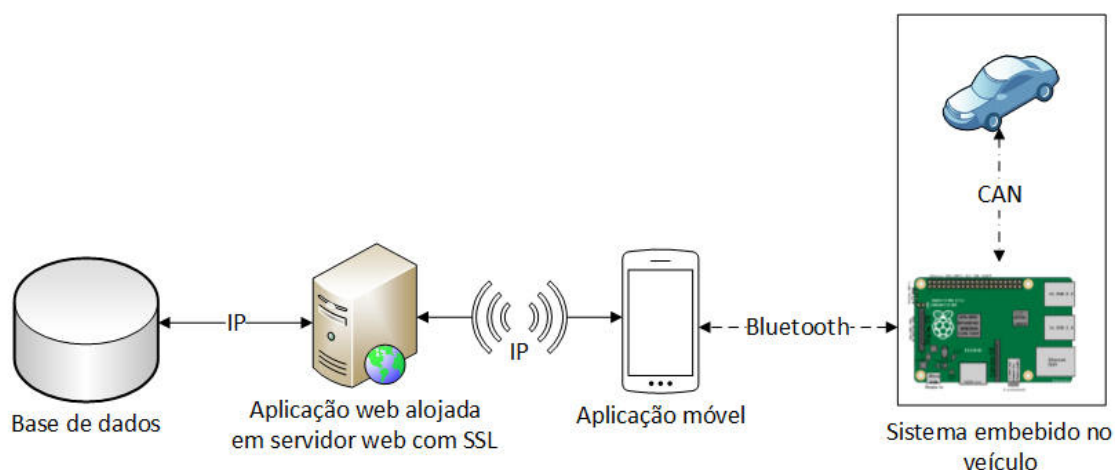 CAN
IP
IP
Bluetooth
Base de dados
Aplicação web alojada
em servidor web com SSL
Aplicação móvel
Sistema embebido no
veículo